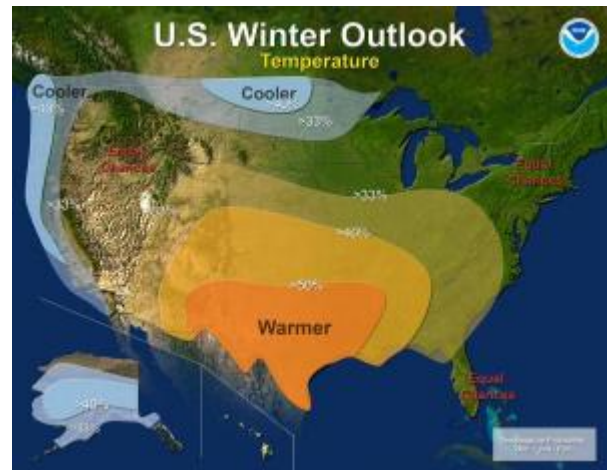 U.S. Winter Outlook
Temperature
Cooler
Cooler
>33%
Equal
Chances
Equal
Chances
>33%
>33%
>40%
>50%
Warmer
Equal
Chances
>40%
>33%